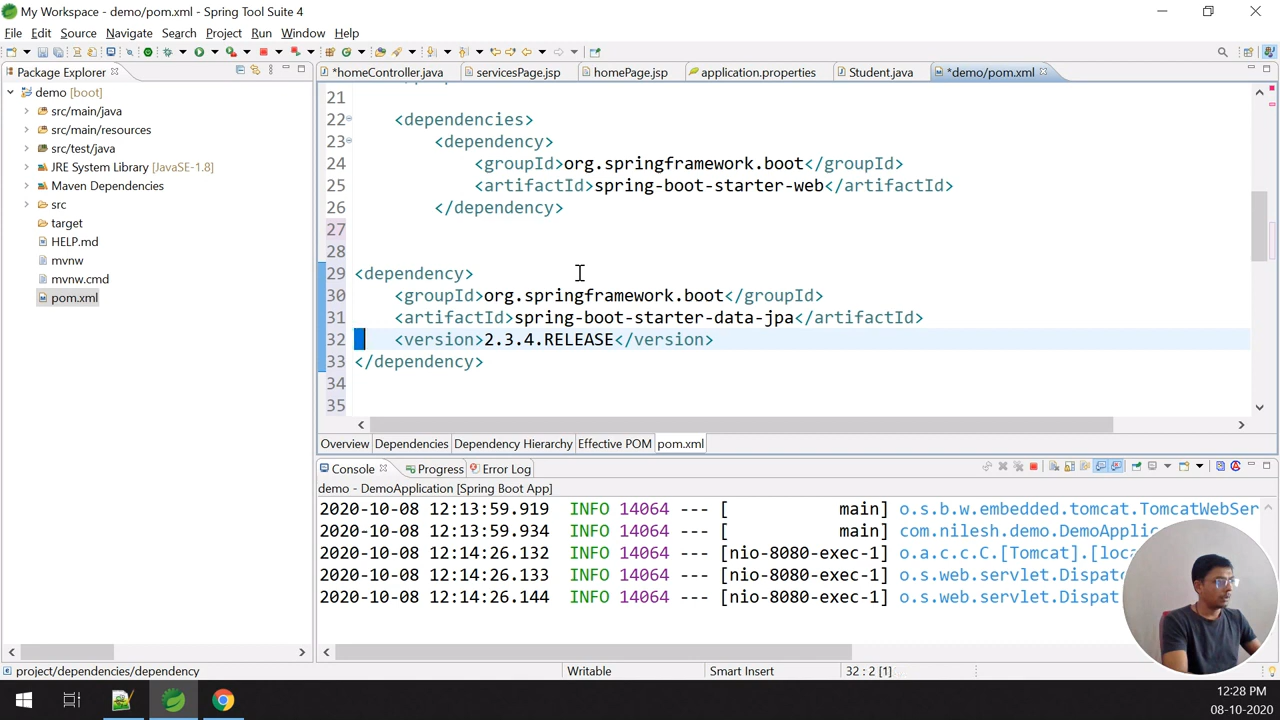 My Workspace - demo/pom.xml - Spring Tool Suite 4
File Edit Source Navigate Search Project Run Window Help
Package Explorer
*homeController.java servicesPage.jsp homePage.jsp application.properties Student.java *demo/pom.xml
demo [boot]
src/main/java
src/main/resources
src/test/java
JRE System Library [JavaSE-1.8]
Maven Dependencies
src
target
HELP.md
mvnw
mvnw.cmd
pom.xml
21
22 <dependencies>
23 <dependency>
24 <groupId>org.springframework.boot</groupId>
25 <artifactId>spring-boot-starter-web</artifactId>
26 </dependency>
27
28
29 <dependency>
30 <groupId>org.springframework.boot</groupId>
31 <artifactId>spring-boot-starter-data-jpa</artifactId>
32 <version>2.3.4.RELEASE</version>
33 </dependency>
34
35
Overview Dependencies Dependency Hierarchy Effective POM pom.xml
Console Progress Error Log
demo - DemoApplication [Spring Boot App]
2020-10-08 12:13:59.919 INFO 14064 --- [ main] o.s.b.w.embedded.tomcat.TomcatWebSer
2020-10-08 12:13:59.934 INFO 14064 --- [ main] com.nilesh.demo.DemoApplic
2020-10-08 12:14:26.132 INFO 14064 --- [nio-8080-exec-1] o.a.c.c.C.[Tomcat].[loca
2020-10-08 12:14:26.133 INFO 14064 --- [nio-8080-exec-1] o.s.web.servlet.Dispatc
2020-10-08 12:14:26.144 INFO 14064 --- [nio-8080-exec-1] o.s.web.servlet.Dispat
project/dependencies/dependency Writable Smart Insert 32 : 2 [1]
12:28 PM
08-10-2020